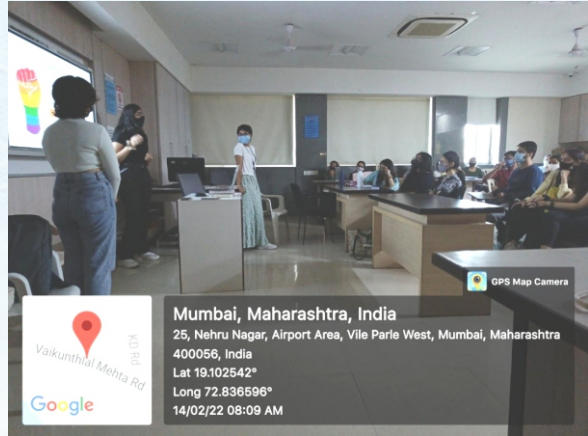 GPS Map Camera
Mumbai, Maharashtra, India
25, Nehru Nagar, Airport Area, Vile Parle West, Mumbai, Maharashtra
400056, India
Lat 19.102542°
Long 72.836596°
14/02/22 08:09 AM
KD Rd
Vaikunthlal Mehta Rd
Google